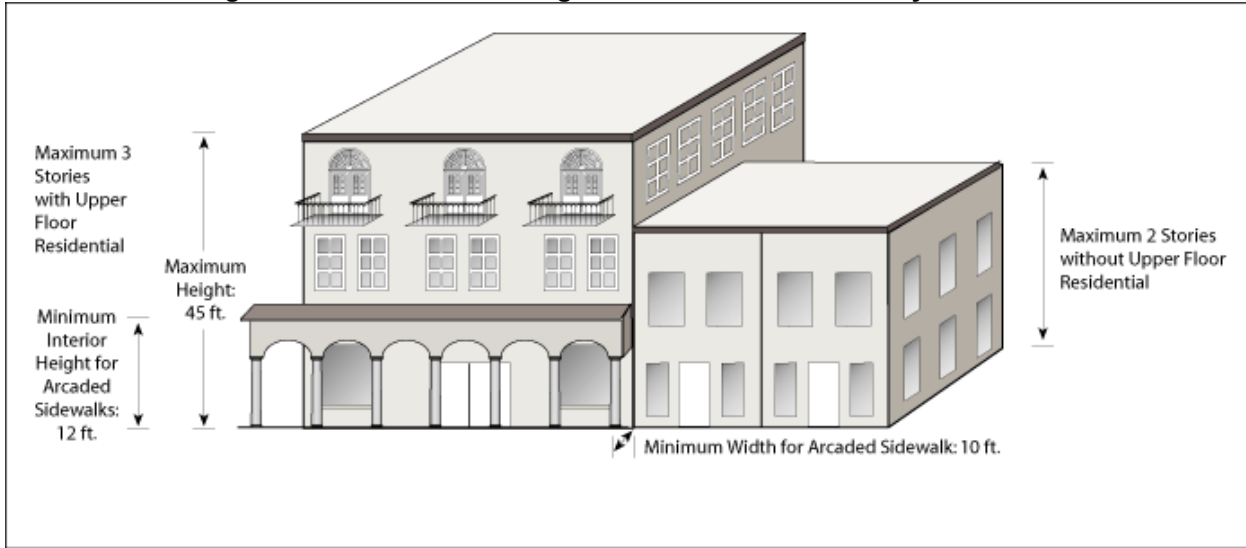 Maximum 3
Stories
with Upper
Floor
Residential
Maximum
Height:
45 ft.
Minimum
Interior
Height for
Arcaded
Sidewalks:
12 ft.
Maximum 2 Stories
without Upper Floor
Residential
Minimum Width for Arcaded Sidewalk: 10 ft.